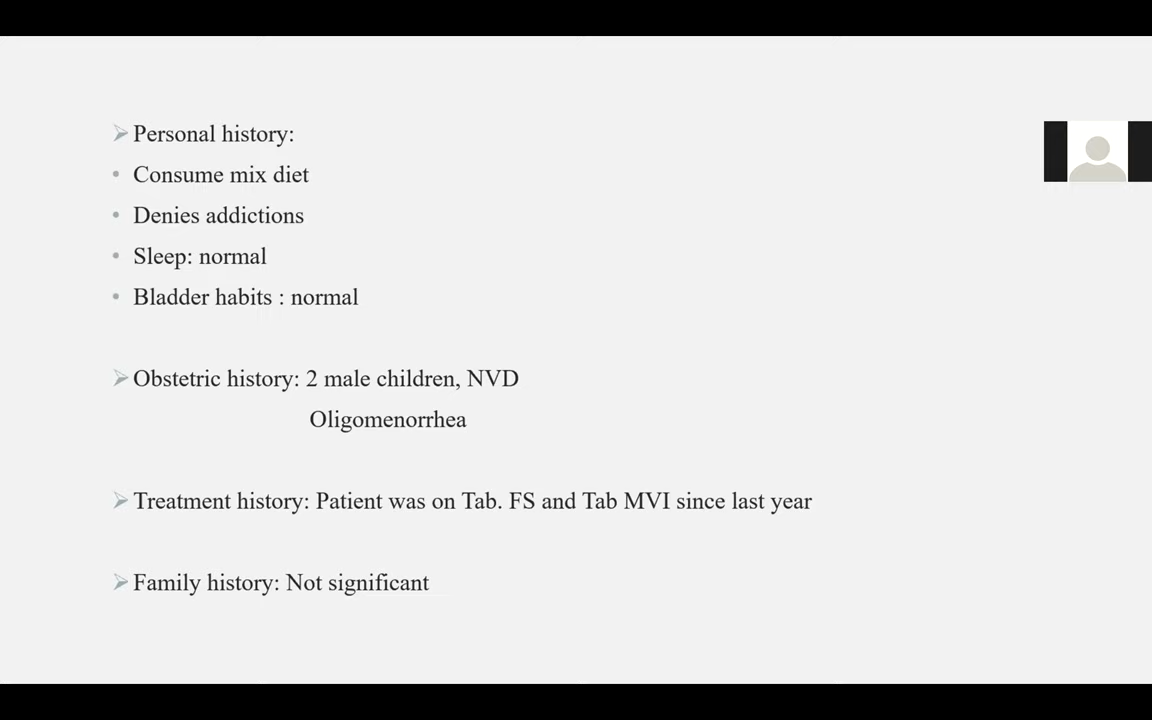 Personal history:
Consume mix diet
Denies addictions
Sleep: normal
Bladder habits : normal
Obstetric history: 2 male children, NVD
Oligomenorrhea
Treatment history: Patient was on Tab. FS and Tab MVI since last year
Family history: Not significant